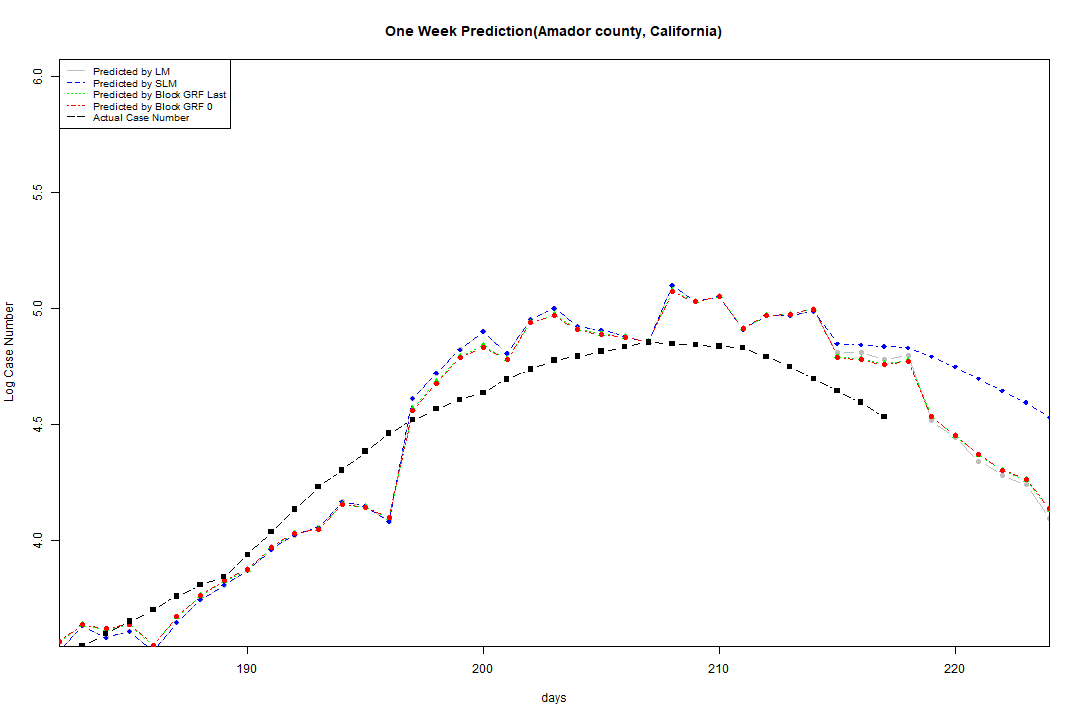 One Week Prediction(Amador county, California)
Predicted by LM
Predicted by SLM
Predicted by Block GRF Last
Predicted by Block GRF 0
Actual Case Number
6.0
5.5
5.0
4.5
4.0
Log Case Number
190
200
210
220
days